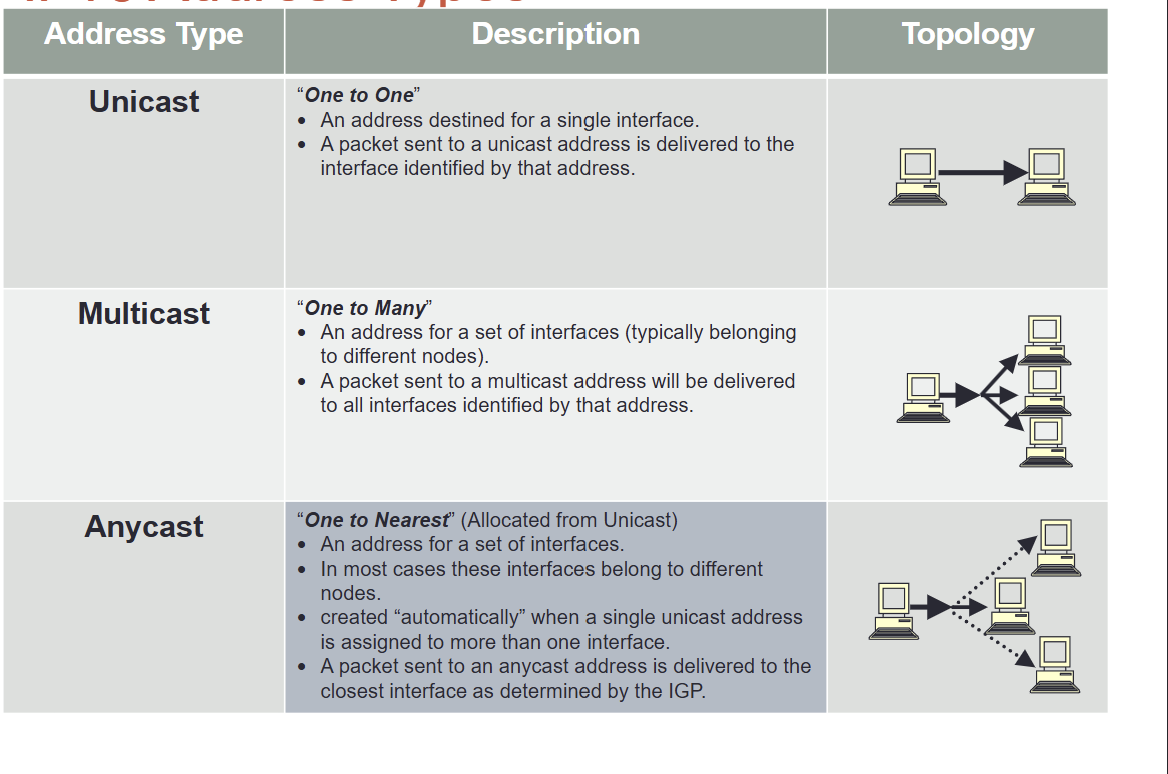 Address Types
Address Type
Description
Topology
Unicast
“One to One”
• An address destined for a single interface.
• A packet sent to a unicast address is delivered to the
interface identified by that address.
Multicast
“One to Many”
• An address for a set of interfaces (typically belonging
to different nodes).
• A packet sent to a multicast address will be delivered
to all interfaces identified by that address.
Anycast
“One to Nearest” (Allocated from Unicast)
• An address for a set of interfaces.
• In most cases these interfaces belong to different
nodes.
• created “automatically” when a single unicast address
is assigned to more than one interface.
• A packet sent to an anycast address is delivered to the
closest interface as determined by the IGP.